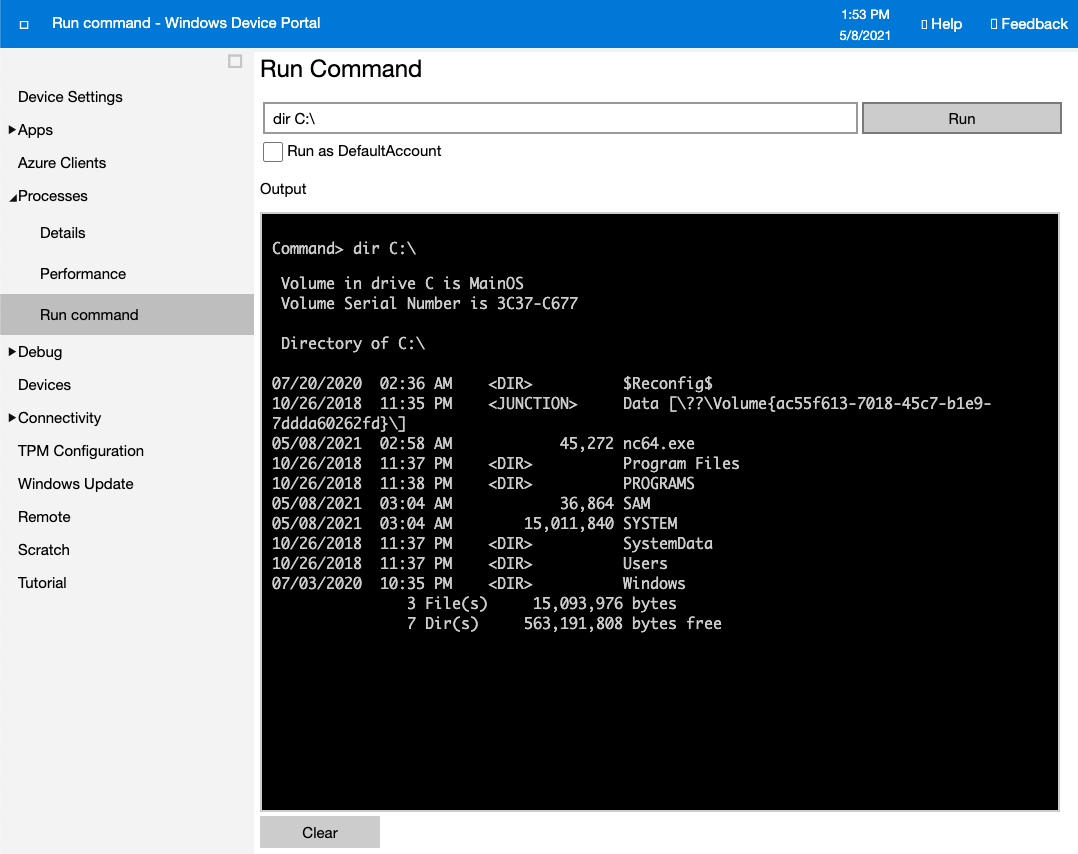 Run command - Windows Device Portal
1:53 PM
5/8/2021
Help
Feedback
Device Settings
Apps
Azure Clients
Processes
Details
Performance
Run command
Debug
Devices
Connectivity
TPM Configuration
Windows Update
Remote
Scratch
Tutorial
Run Command
dir C:\
Run
Run as DefaultAccount
Output
Command> dir C:\
Volume in drive C is MainOS
Volume Serial Number is 3C37-C677
Directory of C:\
07/20/2020  02:36 AM    <DIR>          $Reconfig$
10/26/2018  11:35 PM    <JUNCTION>     Data [\??\Volume{ac55f613-7018-45c7-b1e9-
7ddda60262fd}\]
05/08/2021  02:58 AM            45,272 nc64.exe
10/26/2018  11:37 PM    <DIR>          Program Files
10/26/2018  11:38 PM    <DIR>          PROGRAMS
05/08/2021  03:04 AM            36,864 SAM
05/08/2021  03:04 AM        15,011,840 SYSTEM
10/26/2018  11:37 PM    <DIR>          SystemData
10/26/2018  11:37 PM    <DIR>          Users
07/03/2020  10:35 PM    <DIR>          Windows
3 File(s)     15,093,976 bytes
7 Dir(s)     563,191,808 bytes free
Clear